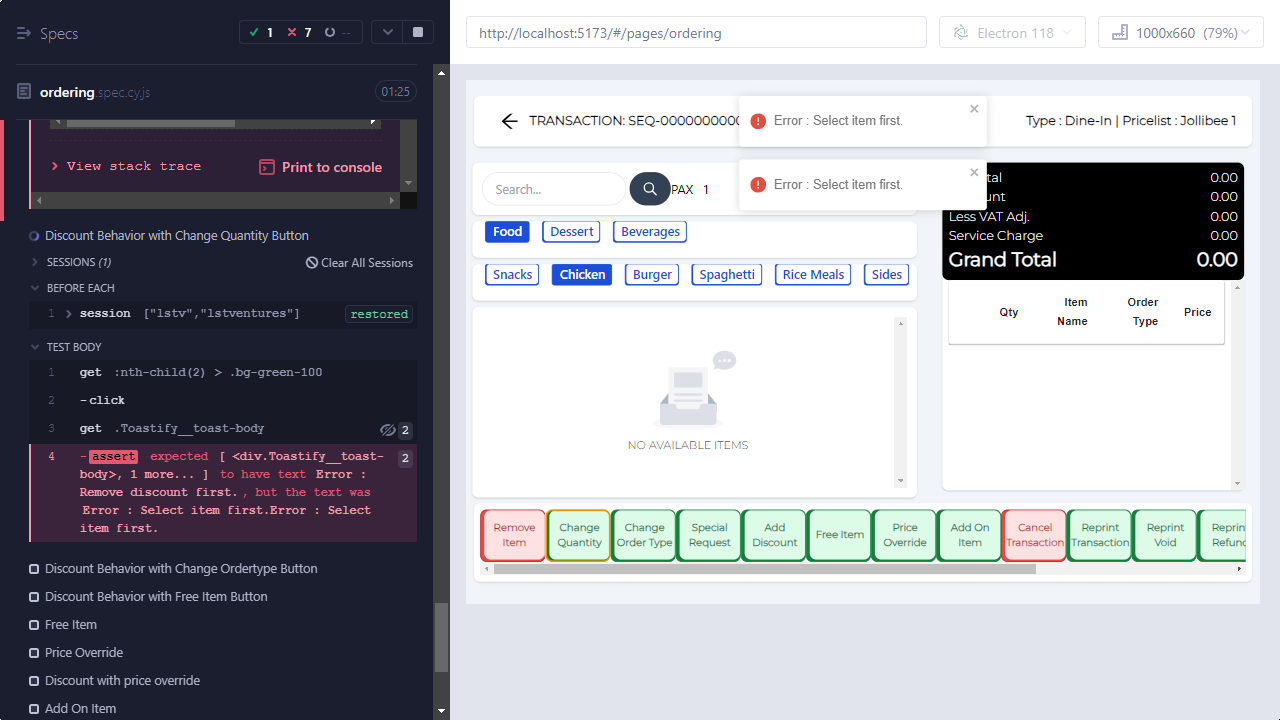 Specs
1 7 --
ordering.spec.cy.js
01:25
View stack trace
Print to console
Discount Behavior with Change Quantity Button
SESSIONS (1)
Clear All Sessions
BEFORE EACH
1 session ["lstv","lstventures"] restored
TEST BODY
1 get :nth-child(2) > .bg-green-100
2 -click
3 get .Toastify__toast-body 2
4 -assert expected [ <div.Toastify__toast-
body>, 1 more... ] to have text Error :
Remove discount first. , but the text was
Error : Select item first.Error : Select
item first.
2
Discount Behavior with Change Ordertype Button
Discount Behavior with Free Item Button
Free Item
Price Override
Discount with price override
Add On Item
http://localhost:5173/#/pages/ordering
Electron 118
1000x660 (79%)
TRANSACTION: SEQ-0000000000
Error : Select item first.
Type : Dine-In | Pricelist : Jollibee 1
Error : Select item first.
Search...
PAX 1
0.00
0.00
Less VAT Adj. 0.00
Service Charge 0.00
Grand Total 0.00
Food Dessert Beverages
Snacks Chicken Burger Spaghetti Rice Meals Sides
Qty
Item
Name
Order
Type
Price
NO AVAILABLE ITEMS
Remove
Item
Change
Quantity
Change
Order Type
Special
Request
Add
Discount
Free Item
Price
Override
Add On
Item
Cancel
Transaction
Reprint
Transaction
Reprint
Void
Reprin
Refund